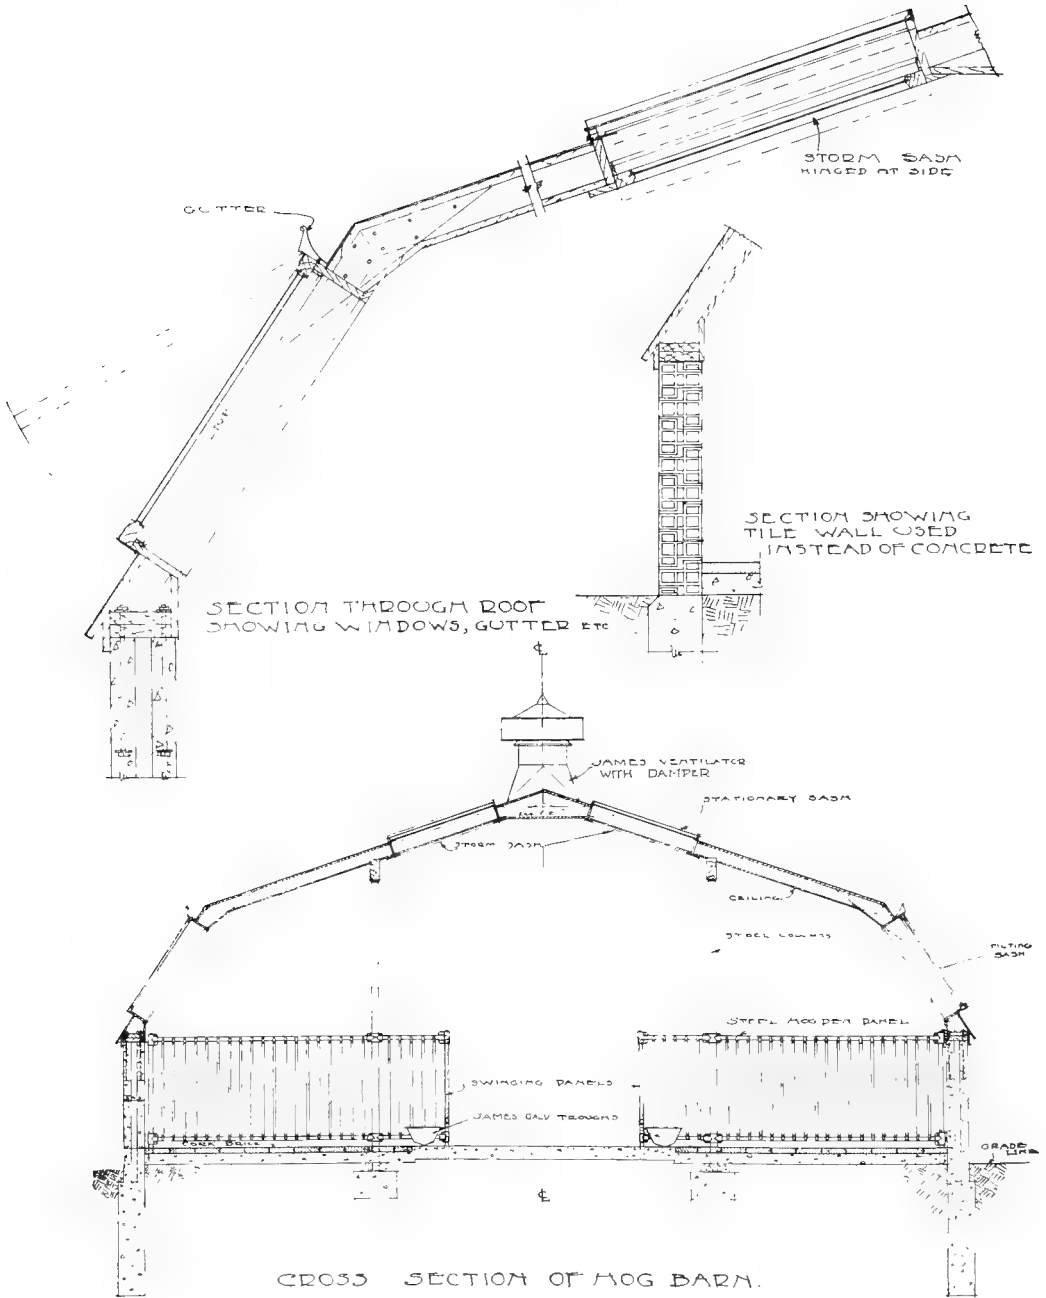 STORM SASH
HINGED AT SIDE
GUTTER
SECTION SHOWING
TILE WALL USED
INSTEAD OF CONCRETE
SECTION THROUGH ROOF
SHOWING WINDOWS, GUTTER ETC
JAMES VENTILATOR
WITH DAMPER
STATIONARY SASH
STORM SASH
CEILING
STEEL COLUMNS
TILTING
SASH
STEEL HOG PEN PANEL
SWINGING PANELS
JAMES GALV TROUGHS
CORK BRICK
GRADE
LINE
CROSS SECTION OF HOG BARN.